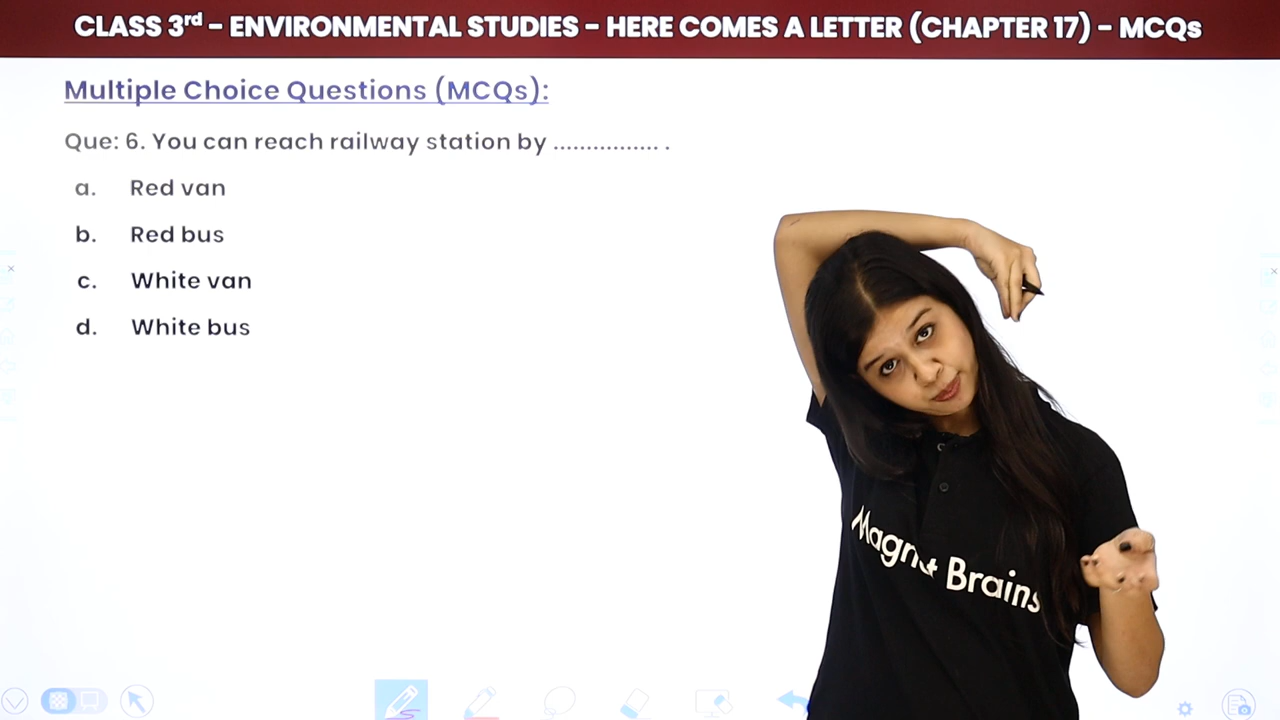 CLASS 3rd – ENVIRONMENTAL STUDIES – HERE COMES A LETTER (CHAPTER 17) – MCQs
Multiple Choice Questions (MCQs):
Que: 6. You can reach railway station by ................ .
a. Red van
b. Red bus
c. White van
d. White bus
Magnet Brains